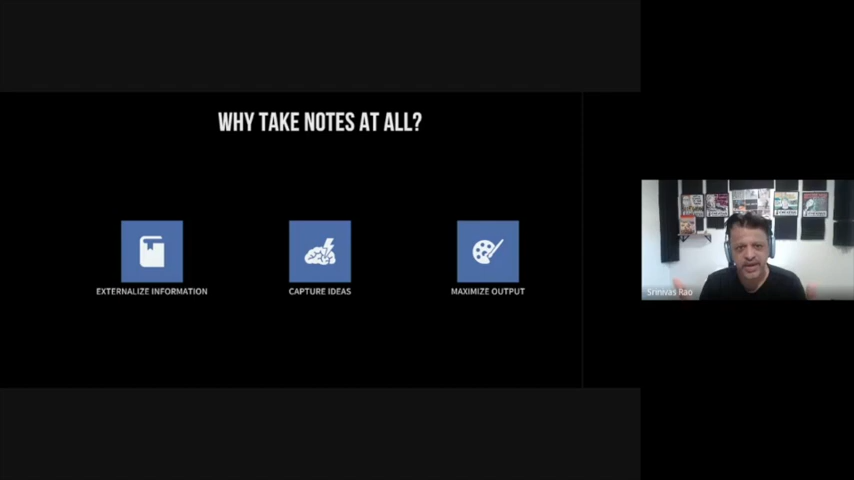 WHY TAKE NOTES AT ALL?
EXTERNALIZE INFORMATION
CAPTURE IDEAS
MAXIMIZE OUTPUT
Srinivas Rao